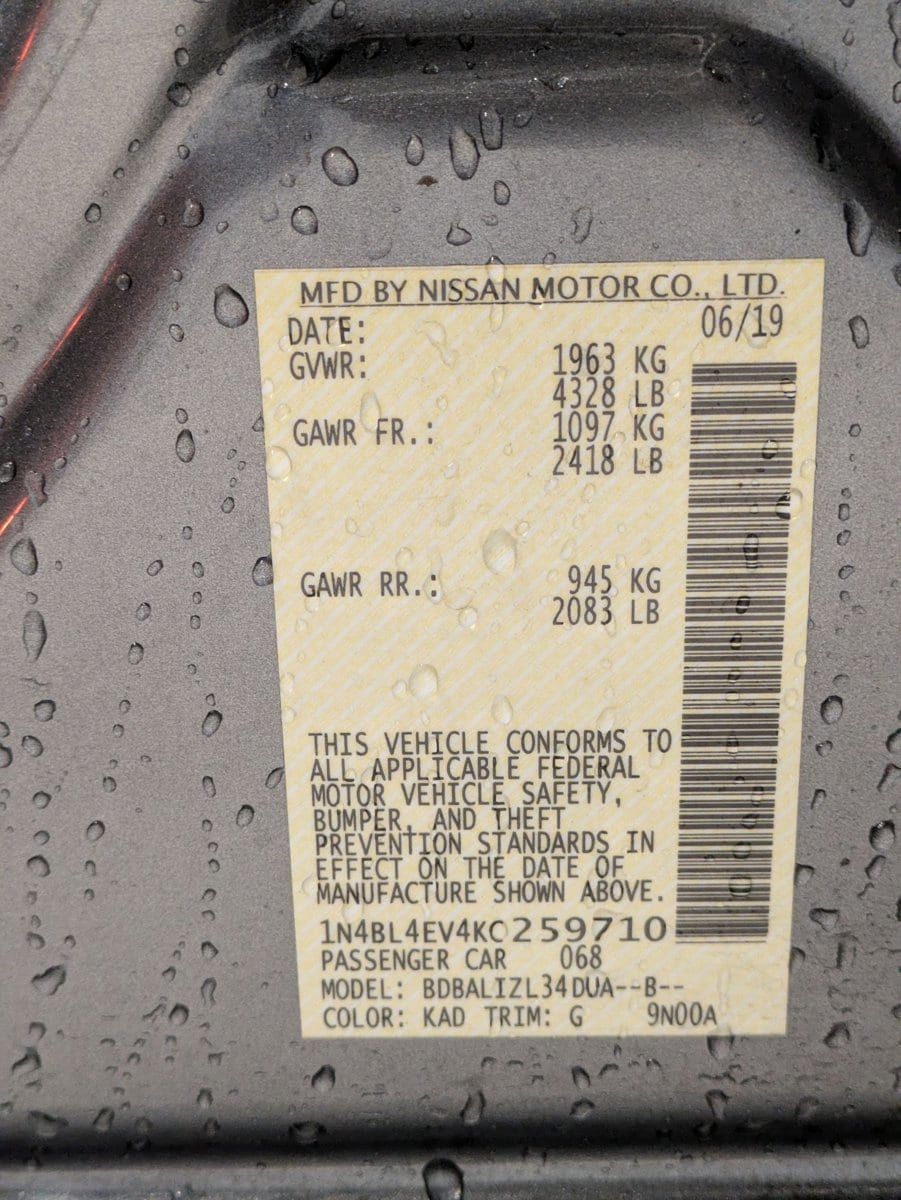 MFD BY NISSAN MOTOR CO., LTD.
DATE: 06/19
GVWR: 1963 KG
4328 LB
GAWR FR.: 1097 KG
2418 LB
GAWR RR.: 945 KG
2083 LB
THIS VEHICLE CONFORMS TO
ALL APPLICABLE FEDERAL
MOTOR VEHICLE SAFETY,
BUMPER, AND THEFT
PREVENTION STANDARDS IN
EFFECT ON THE DATE OF
MANUFACTURE SHOWN ABOVE.
1N4BL4EV4KC259710
PASSENGER CAR 068
MODEL: BDBALIZL34DUA--B--
COLOR: KAD TRIM: G 9N00A